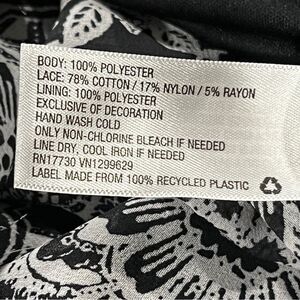 BODY: 100% POLYESTER
LACE: 78% COTTON / 17% NYLON / 5% RAYON
LINING: 100% POLYESTER
EXCLUSIVE OF DECORATION
HAND WASH COLD
ONLY NON-CHLORINE BLEACH IF NEEDED
LINE DRY, COOL IRON IF NEEDED
RN17730 VN1299629
LABEL MADE FROM 100% RECYCLED PLASTIC